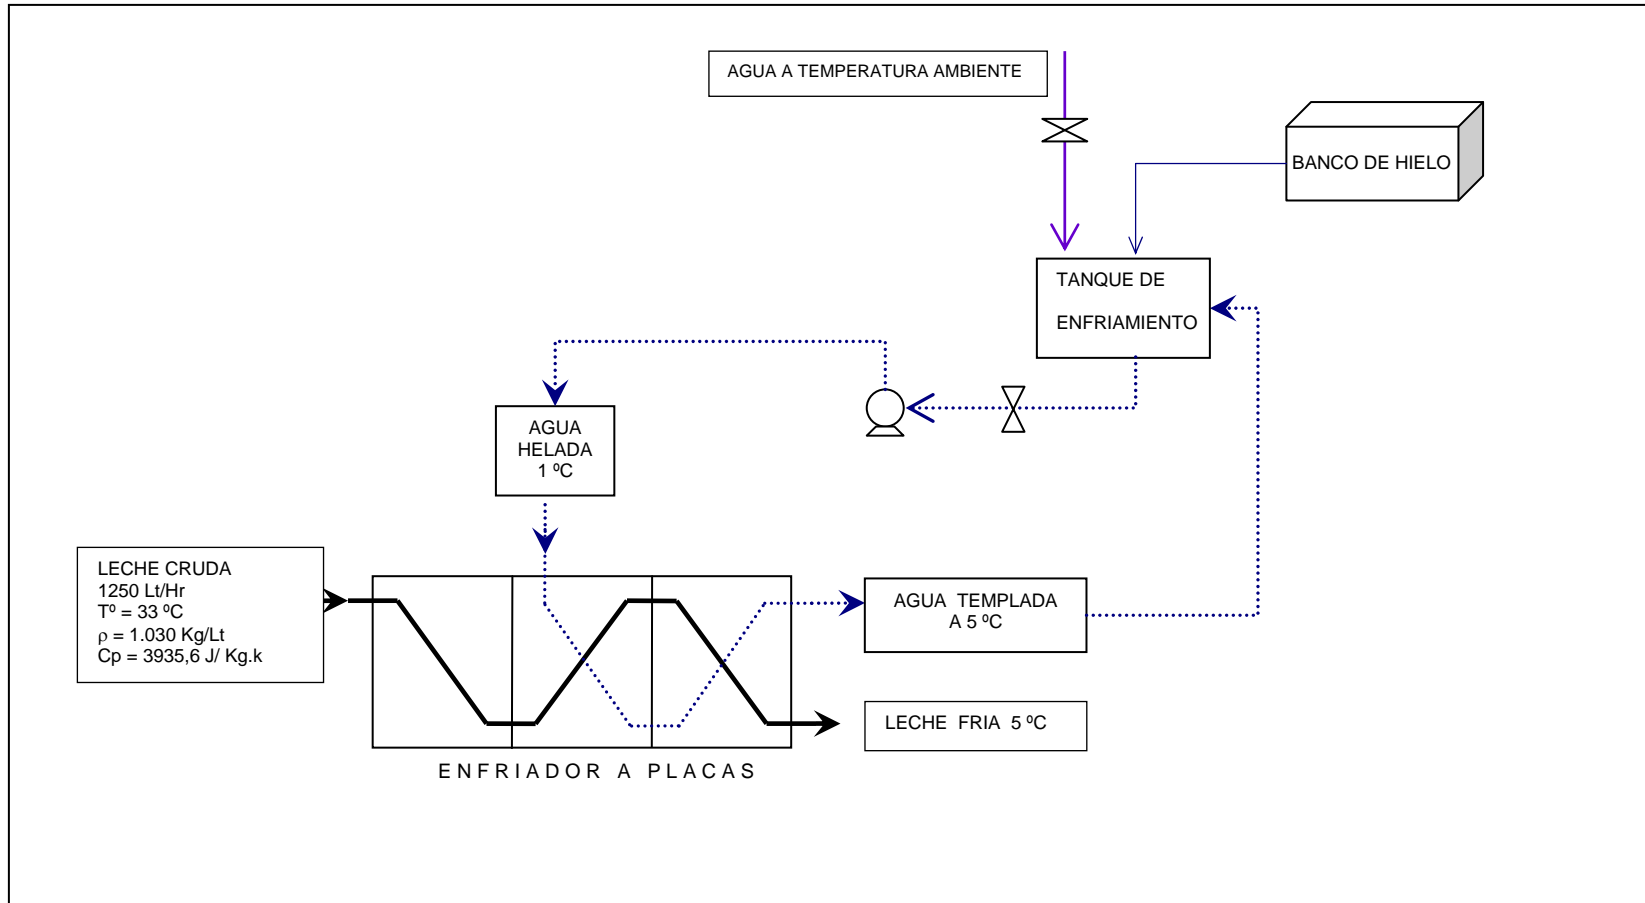 AGUA A TEMPERATURA AMBIENTE
BANCO DE HIELO
TANQUE DE
ENFRIAMIENTO
AGUA
HELADA
1 ºC
LECHE CRUDA
1250 Lt/Hr
Tº = 33 ºC
ρ = 1.030 Kg/Lt
Cp = 3935,6 J/ Kg.k
AGUA TEMPLADA
A 5 ºC
LECHE FRIA 5 ºC
ENFRIADOR A PLACAS